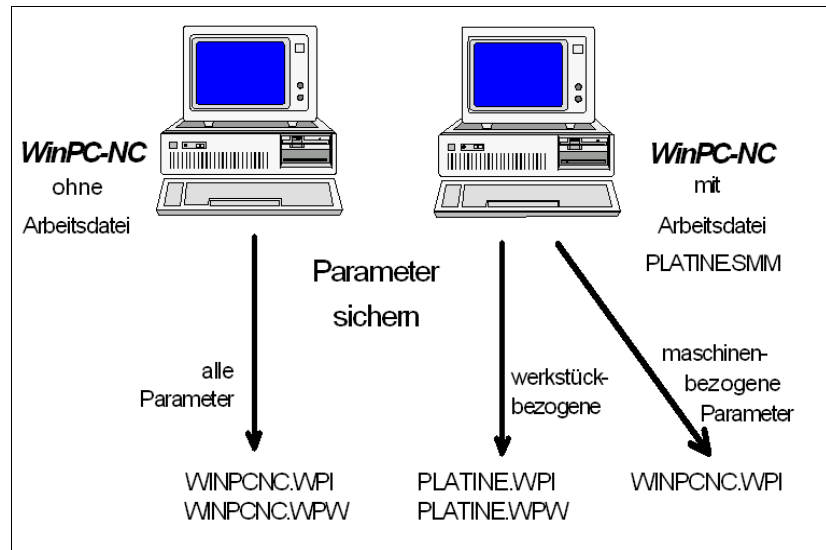 WinPC-NC
ohne
Arbeitsdatei
WinPC-NC
mit
Arbeitsdatei
PLATINE.SMM
Parameter
sichern
alle
Parameter
werkstück-
bezogene
maschinen-
bezogene
Parameter
WINPCNC.WPI
WINPCNC.WPW
PLATINE.WPI
PLATINE.WPW
WINPCNC.WPI